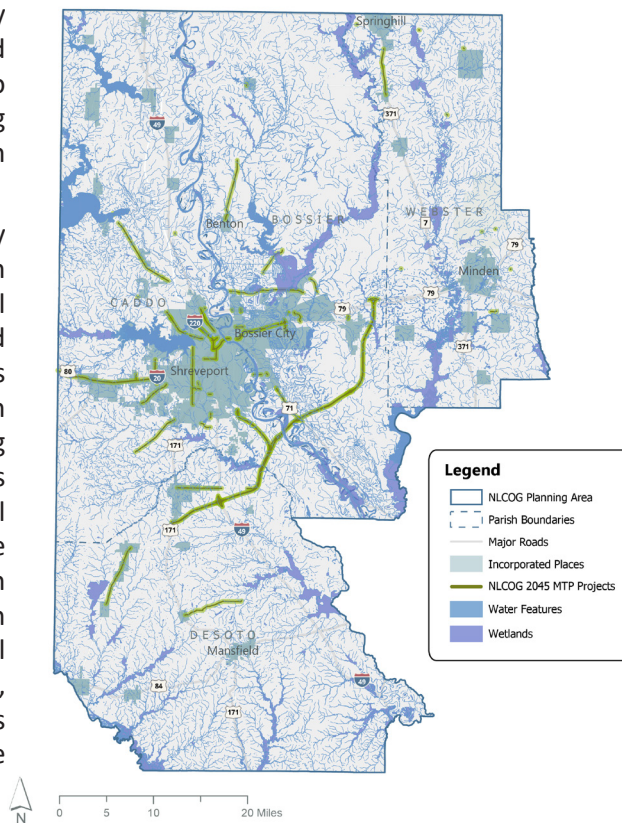 y
d
o
g
n
y
n
l
d
s
n
g
s
l
e
n
n
l
,
s
e
Springhill
49
371
Benton
BOSSIER
WEBSTER
7
79
Minden
CADDO
79
79
220
Bossier City
371
80
20
Shreveport
71
171
171
49
DESOTO
Mansfield
84
49
171
Legend
NLCOG Planning Area
Parish Boundaries
Major Roads
Incorporated Places
NLCOG 2045 MTP Projects
Water Features
Wetlands
N
0 5 10 20 Miles